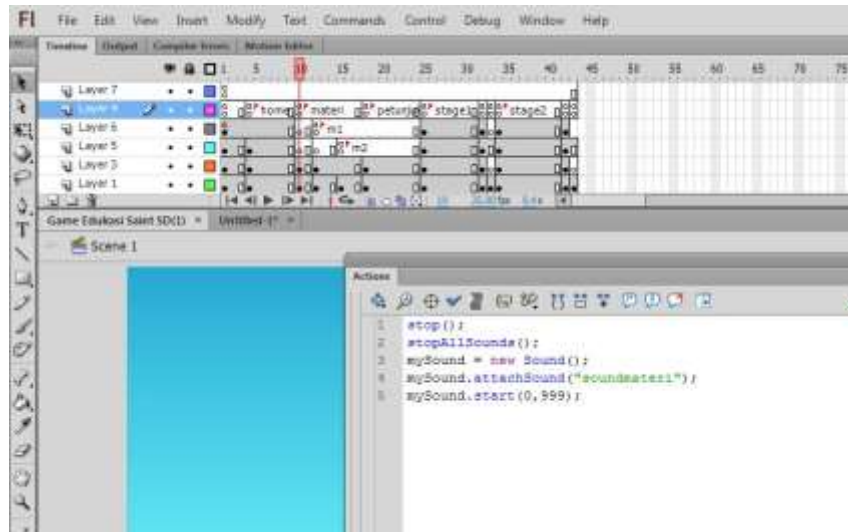 Fl File Edit View Insert Modify Text Commands Control Debug Window Help
Timeline Output Compiler Errors Motion Editor
1 5 10 15 20 25 30 35 40 45 50 55 60 65 70 75
Layer 7
home materi stage1 stage2
Layer 6 m1
Layer 5 m2
Layer 3
Layer 1
10
Game Edukasi Saint SD(1) × Untitled-1* ×
Scene 1
Actions
1 stop();
2 stopAllSounds();
3 mySound = new Sound();
4 mySound.attachSound("soundmateri");
5 mySound.start(0,999);